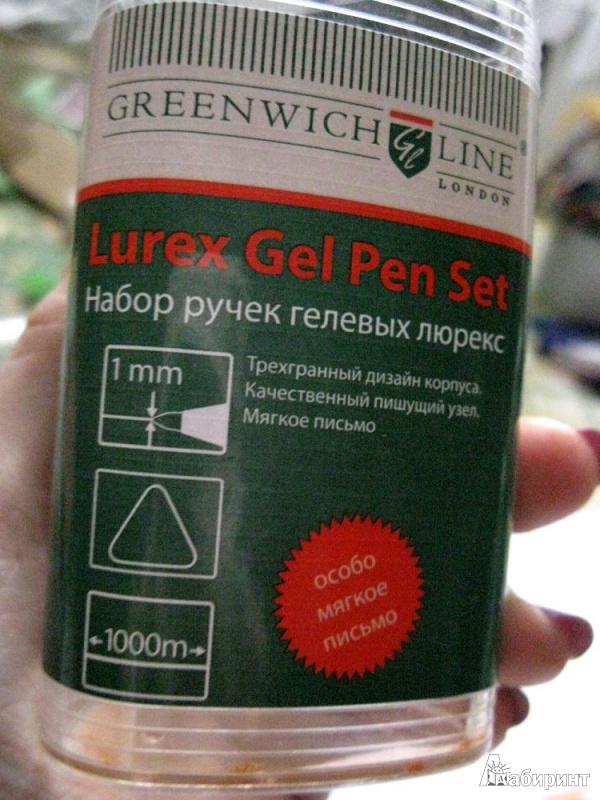 GREENWICH Gl LINE ®
LONDON
Lurex Gel Pen Set
Набор ручек гелевых люрекс
1 mm
Трехгранный дизайн корпуса.
Качественный пишущий узел.
Мягкое письмо
особо
мягкое
письмо
1000m
Лабиринт